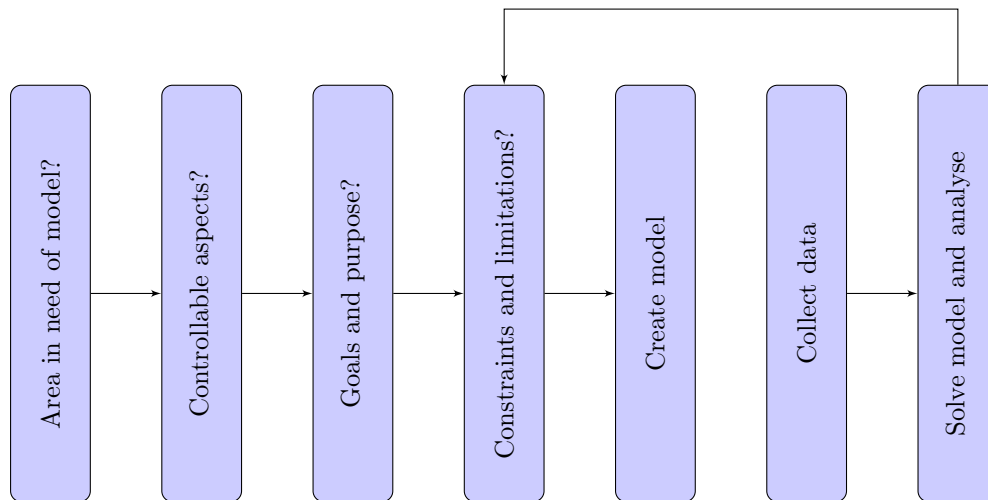 Area in need of model?
Controllable aspects?
Goals and purpose?
Constraints and limitations?
Create model
Collect data
Solve model and analyse